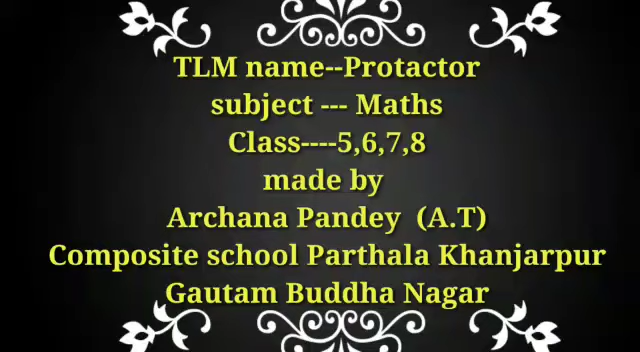 TLM name--Protactor
subject --- Maths
Class----5,6,7,8
made by
Archana Pandey (A.T)
Composite school Parthala Khanjarpur
Gautam Buddha Nagar